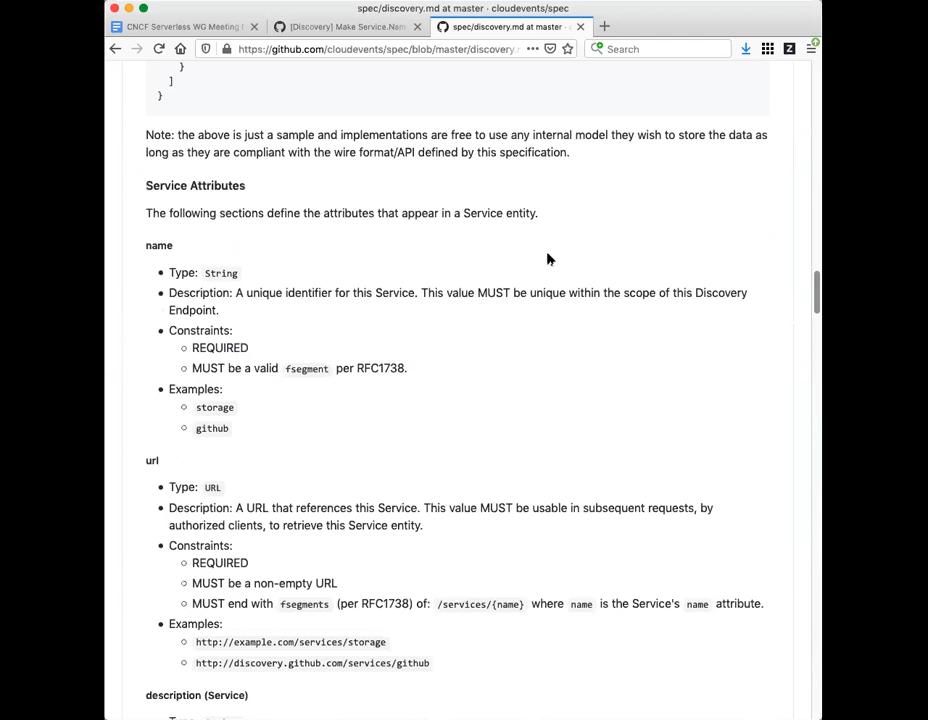 discovery.md at master · cloudevents/spec
CNCF Serverless WG Meeting
[Discovery] Make Service.Nam
spec/discovery.md at master · c
https://github.com/cloudevents/spec/blob/master/discovery.
Search
}
]
}
Note: the above is just a sample and implementations are free to use any internal model they wish to store the data as
long as they are compliant with the wire format/API defined by this specification.
Service Attributes
The following sections define the attributes that appear in a Service entity.
name
• Type: String
• Description: A unique identifier for this Service. This value MUST be unique within the scope of this Discovery
Endpoint.
• Constraints:
○ REQUIRED
○ MUST be a valid fsegment per RFC1738.
• Examples:
○ storage
○ github
url
• Type: URL
• Description: A URL that references this Service. This value MUST be usable in subsequent requests, by
authorized clients, to retrieve this Service entity.
• Constraints:
○ REQUIRED
○ MUST be a non-empty URL
○ MUST end with fsegments (per RFC1738) of: /services/{name} where name is the Service's name attribute.
• Examples:
○ http://example.com/services/storage
○ http://discovery.github.com/services/github
description (Service)